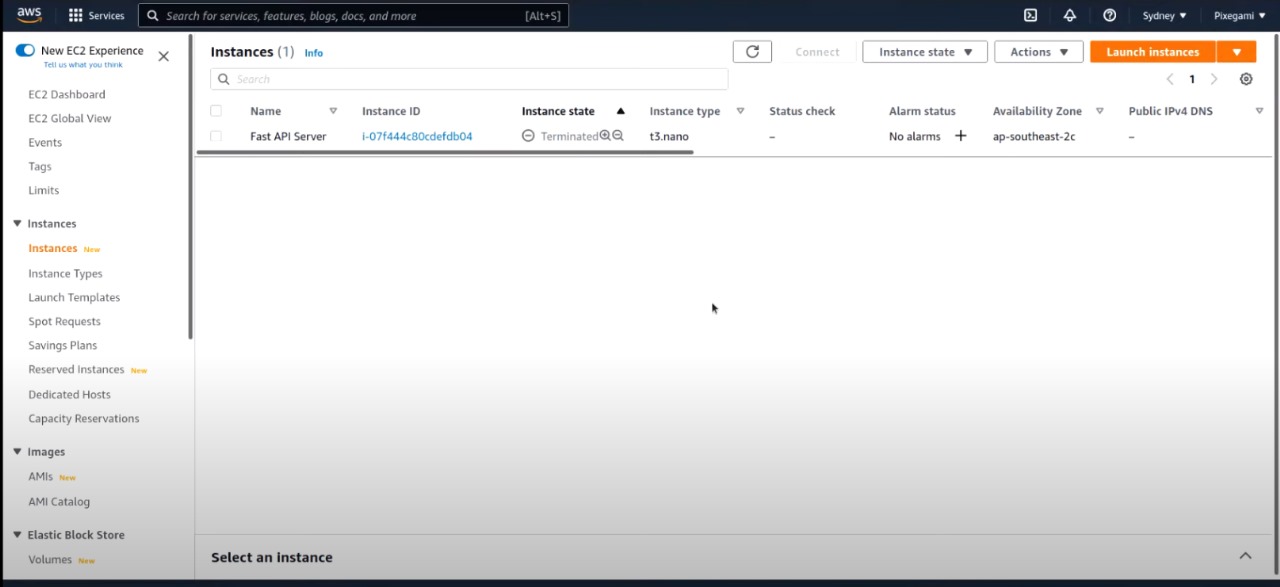 aws Services Search for services, features, blogs, docs, and more [Alt+S] Sydney Pixegami
New EC2 Experience
Tell us what you think
EC2 Dashboard
EC2 Global View
Events
Tags
Limits
Instances
Instances New
Instance Types
Launch Templates
Spot Requests
Savings Plans
Reserved Instances New
Dedicated Hosts
Capacity Reservations
Images
AMIs New
AMI Catalog
Elastic Block Store
Volumes New
Instances (1) Info Connect Instance state Actions Launch instances
Search 1
Name Instance ID Instance state Instance type Status check Alarm status Availability Zone Public IPv4 DNS
Fast API Server i-07f444c80cdefdb04 Terminated t3.nano – No alarms + ap-southeast-2c –
Select an instance